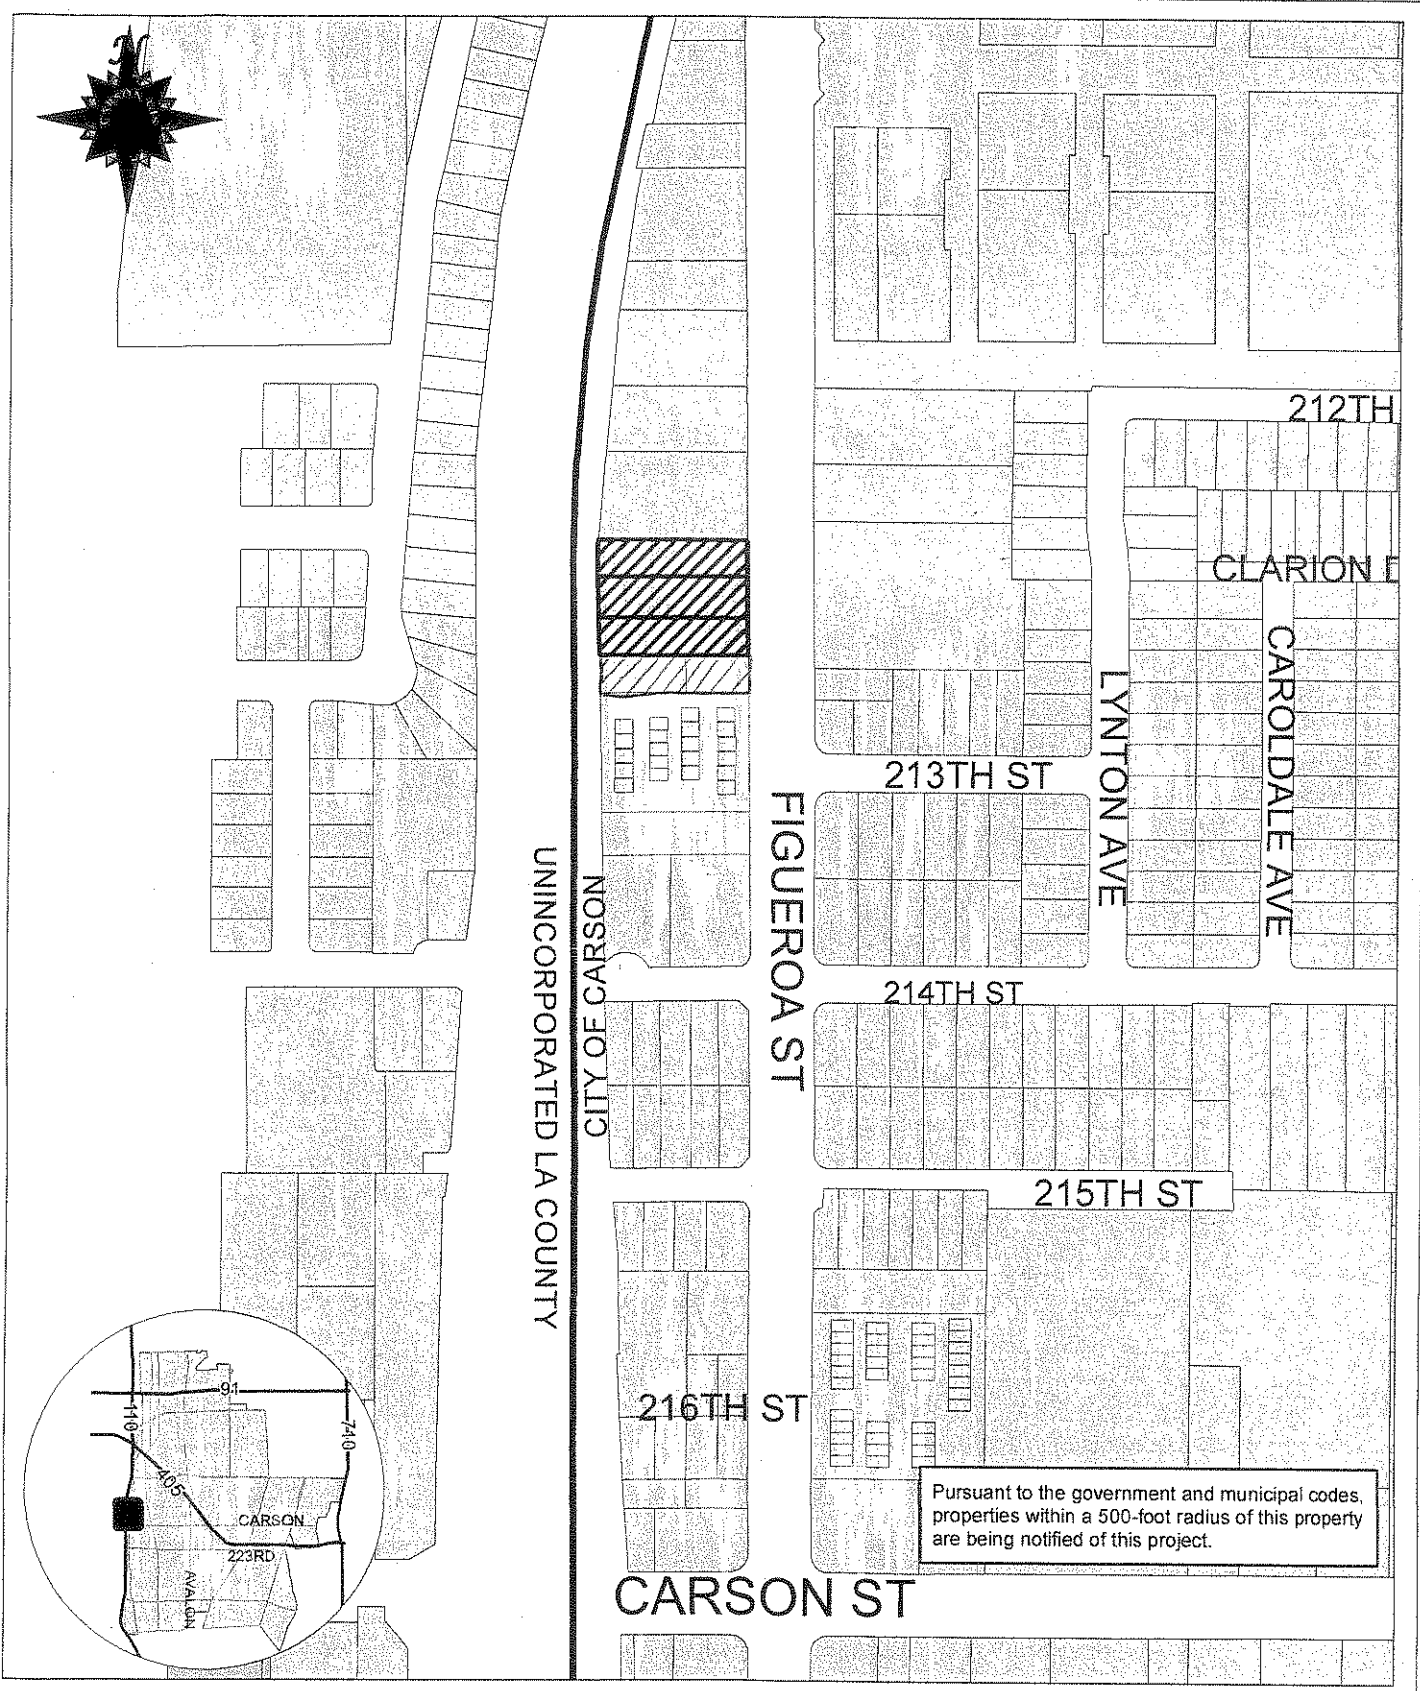 N
212TH
CLARION D
CAROLDALE AVE
LYNTON AVE
213TH ST
FIGUEROA ST
UNINCORPORATED LA COUNTY
CITY OF CARSON
214TH ST
215TH ST
216TH ST
91
110
710
405
CARSON
223RD
AVALON
Pursuant to the government and municipal codes,
properties within a 500-foot radius of this property
are being notified of this project.
CARSON ST